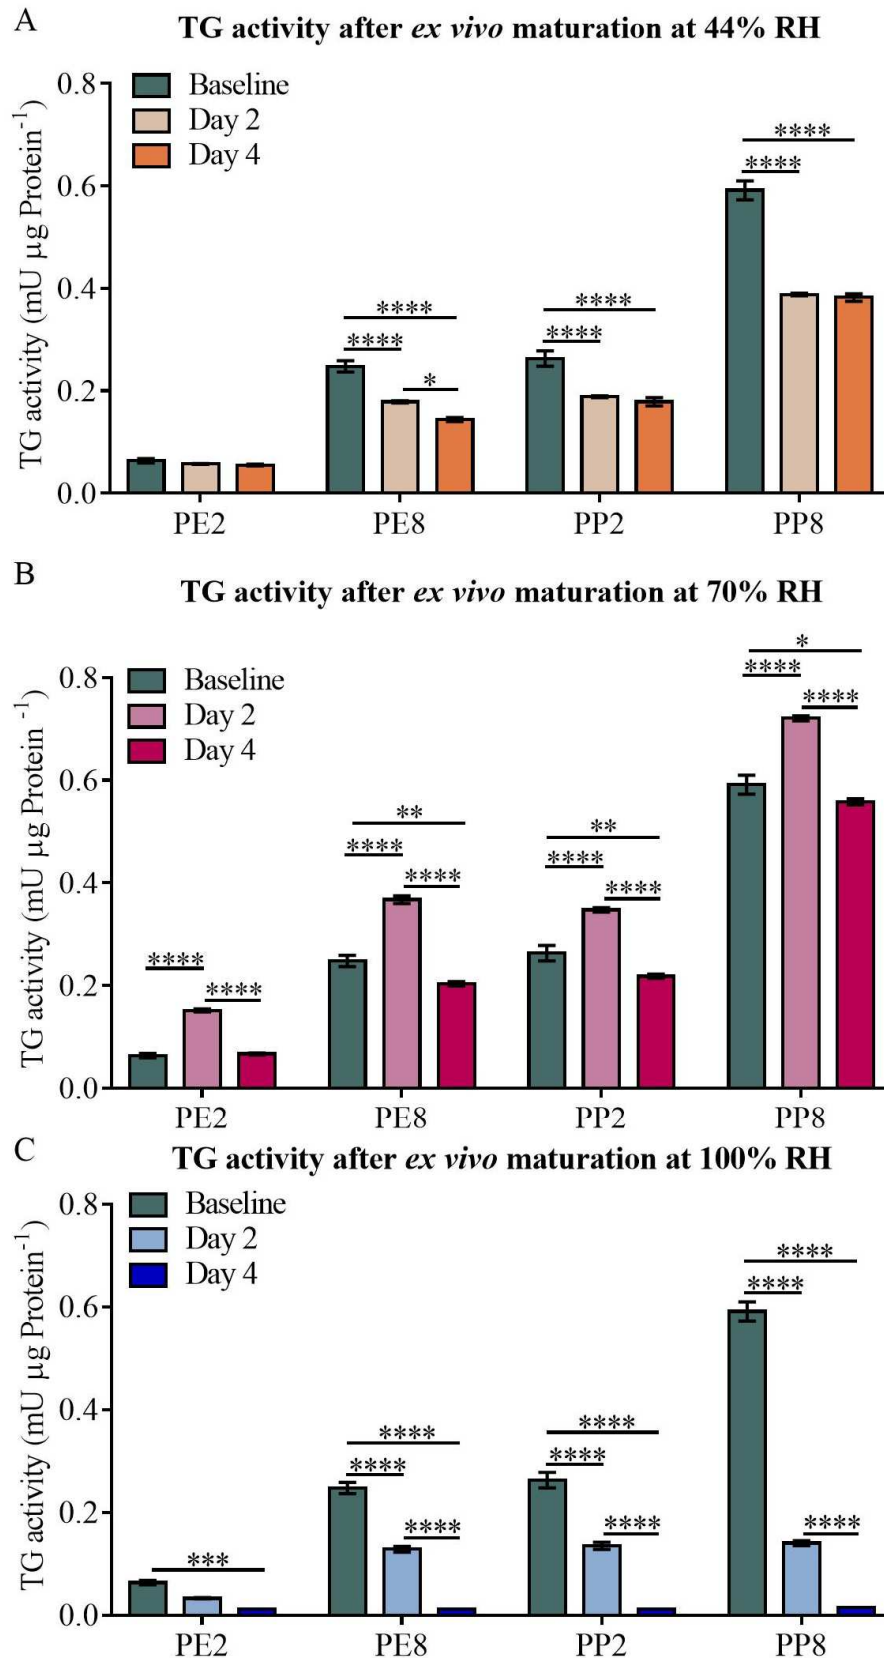 A
TG activity after ex vivo maturation at 44% RH
Baseline
Day 2
Day 4
TG activity (mU µg Protein⁻¹)
0.8
0.6
0.4
0.2
0.0
****
****
*
****
****
****
****
PE2 PE8 PP2 PP8
B
TG activity after ex vivo maturation at 70% RH
Baseline
Day 2
Day 4
TG activity (mU µg Protein ⁻¹)
0.8
0.6
0.4
0.2
0.0
****
****
**
****
****
**
****
****
*
****
****
PE2 PE8 PP2 PP8
C
TG activity after ex vivo maturation at 100% RH
Baseline
Day 2
Day 4
TG activity (mU µg Protein⁻¹)
0.8
0.6
0.4
0.2
0.0
***
****
****
****
****
****
****
****
****
****
PE2 PE8 PP2 PP8